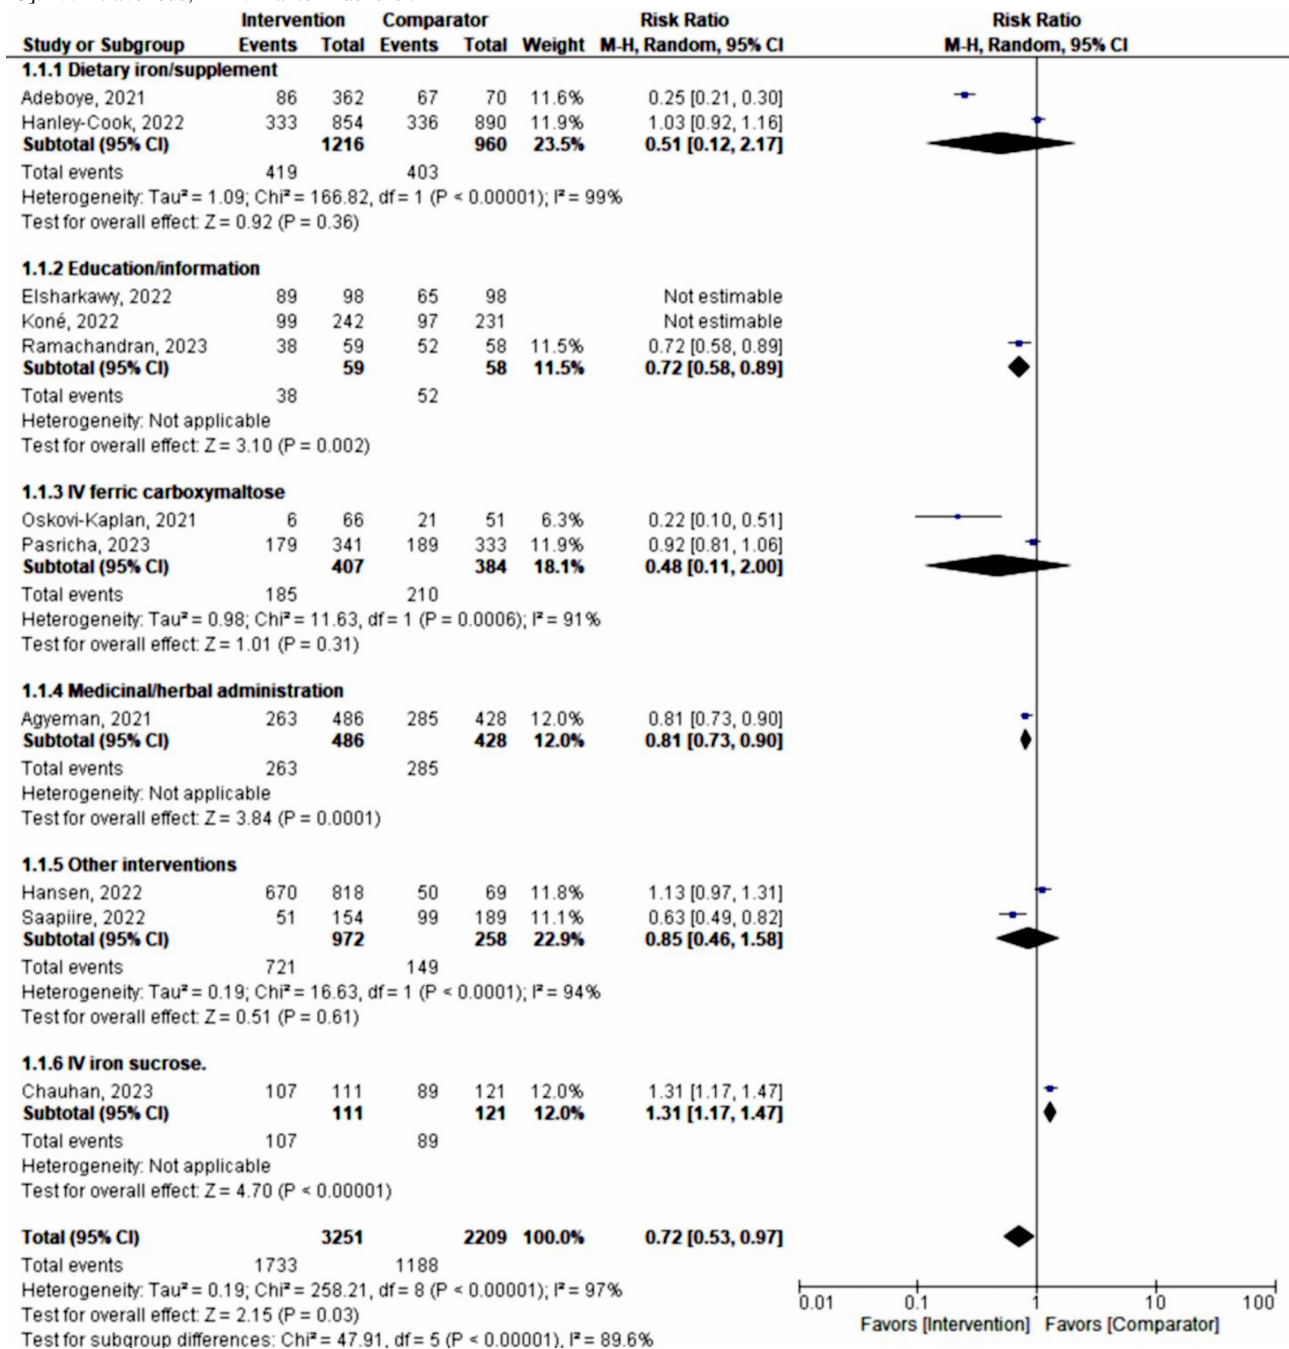 Intervention Comparator Risk Ratio Risk Ratio
Study or Subgroup Events Total Events Total Weight M-H, Random, 95% CI M-H, Random, 95% CI
1.1.1 Dietary iron/supplement
Adeboye, 2021 86 362 67 70 11.6% 0.25 [0.21, 0.30]
Hanley-Cook, 2022 333 854 336 890 11.9% 1.03 [0.92, 1.16]
Subtotal (95% CI) 1216 960 23.5% 0.51 [0.12, 2.17]
Total events 419 403
Heterogeneity: Tau² = 1.09; Chi² = 166.82, df = 1 (P < 0.00001); I² = 99%
Test for overall effect: Z = 0.92 (P = 0.36)
1.1.2 Education/information
Elsharkawy, 2022 89 98 65 98 Not estimable
Koné, 2022 99 242 97 231 Not estimable
Ramachandran, 2023 38 59 52 58 11.5% 0.72 [0.58, 0.89]
Subtotal (95% CI) 59 58 11.5% 0.72 [0.58, 0.89]
Total events 38 52
Heterogeneity: Not applicable
Test for overall effect: Z = 3.10 (P = 0.002)
1.1.3 IV ferric carboxymaltose
Oskovi-Kaplan, 2021 6 66 21 51 6.3% 0.22 [0.10, 0.51]
Pasricha, 2023 179 341 189 333 11.9% 0.92 [0.81, 1.06]
Subtotal (95% CI) 407 384 18.1% 0.48 [0.11, 2.00]
Total events 185 210
Heterogeneity: Tau² = 0.98; Chi² = 11.63, df = 1 (P = 0.0006); I² = 91%
Test for overall effect: Z = 1.01 (P = 0.31)
1.1.4 Medicinal/herbal administration
Agyeman, 2021 263 486 285 428 12.0% 0.81 [0.73, 0.90]
Subtotal (95% CI) 486 428 12.0% 0.81 [0.73, 0.90]
Total events 263 285
Heterogeneity: Not applicable
Test for overall effect: Z = 3.84 (P = 0.0001)
1.1.5 Other interventions
Hansen, 2022 670 818 50 69 11.8% 1.13 [0.97, 1.31]
Saapiire, 2022 51 154 99 189 11.1% 0.63 [0.49, 0.82]
Subtotal (95% CI) 972 258 22.9% 0.85 [0.46, 1.58]
Total events 721 149
Heterogeneity: Tau² = 0.19; Chi² = 16.63, df = 1 (P < 0.0001); I² = 94%
Test for overall effect: Z = 0.51 (P = 0.61)
1.1.6 IV iron sucrose.
Chauhan, 2023 107 111 89 121 12.0% 1.31 [1.17, 1.47]
Subtotal (95% CI) 111 121 12.0% 1.31 [1.17, 1.47]
Total events 107 89
Heterogeneity: Not applicable
Test for overall effect: Z = 4.70 (P < 0.00001)
Total (95% CI) 3251 2209 100.0% 0.72 [0.53, 0.97]
Total events 1733 1188
Heterogeneity: Tau² = 0.19; Chi² = 258.21, df = 8 (P < 0.00001); I² = 97%
Test for overall effect: Z = 2.15 (P = 0.03)
Test for subgroup differences: Chi² = 47.91, df = 5 (P < 0.00001), I² = 89.6%
0.01 0.1 1 10 100
Favors [Intervention] Favors [Comparator]